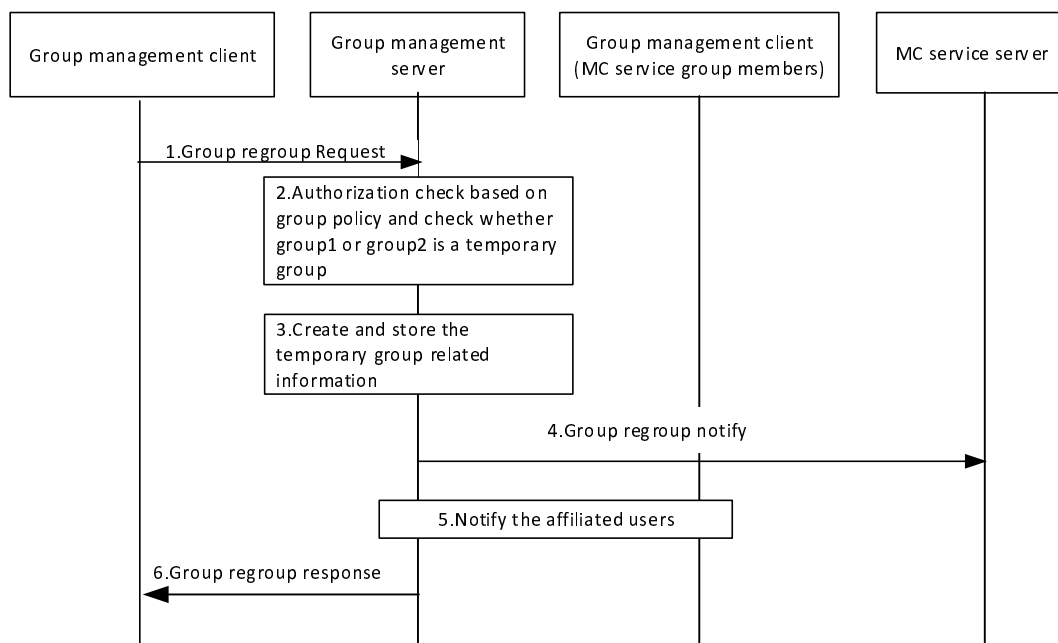 Group management client
Group management
server
Group management client
(MC service group members)
MC service server
1.Group regroup Request
2.Authorization check based on
group policy and check whether
group1 or group2 is a temporary
group
3.Create and store the
temporary group related
information
4.Group regroup notify
5.Notify the affiliated users
6.Group regroup response